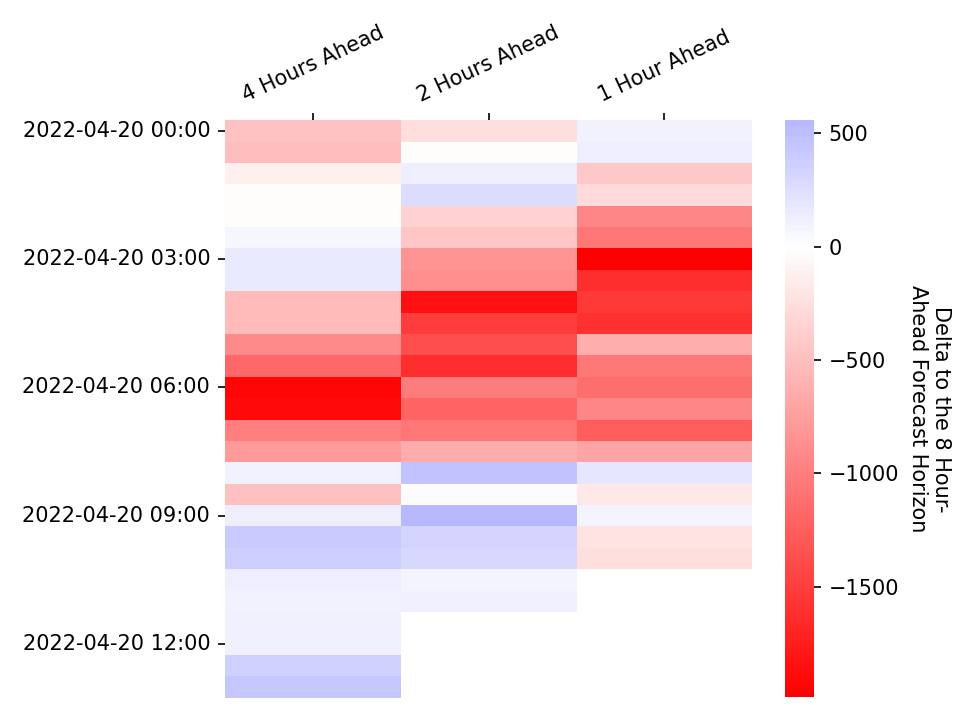 4 Hours Ahead
2 Hours Ahead
1 Hour Ahead
2022-04-20 00:00
2022-04-20 03:00
2022-04-20 06:00
2022-04-20 09:00
2022-04-20 12:00
500
0
−500
−1000
−1500
Delta to the 8 Hour-
Ahead Forecast Horizon